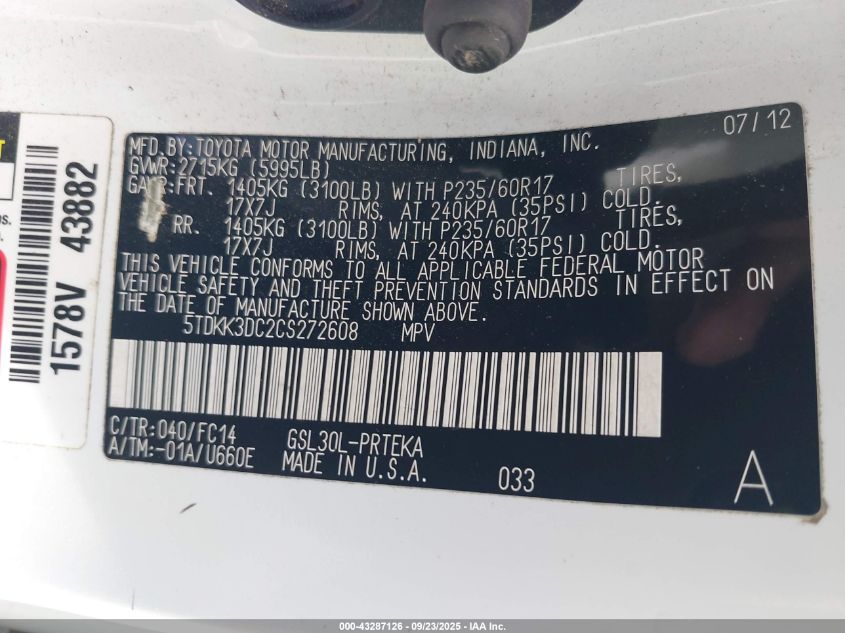 07/12
MFD.BY:TOYOTA MOTOR MANUFACTURING, INDIANA, INC.
GVWR:2715KG (5995LB)
GAWR:FRT. 1405KG (3100LB) WITH P235/60R17 TIRES,
17X7J RIMS, AT 240KPA (35PSI) COLD.
RR. 1405KG (3100LB) WITH P235/60R17 TIRES,
17X7J RIMS, AT 240KPA (35PSI) COLD.
THIS VEHICLE CONFORMS TO ALL APPLICABLE FEDERAL MOTOR
VEHICLE SAFETY AND THEFT PREVENTION STANDARDS IN EFFECT ON
THE DATE OF MANUFACTURE SHOWN ABOVE.
5TDKK3DC2CS272608 MPV
C/TR:040/FC14 GSL30L-PRTEKA
A/TM:-01A/U660E MADE IN U.S.A. 033 A
1578V 43882
000-43287126 - 09/23/2025 - IAA Inc.